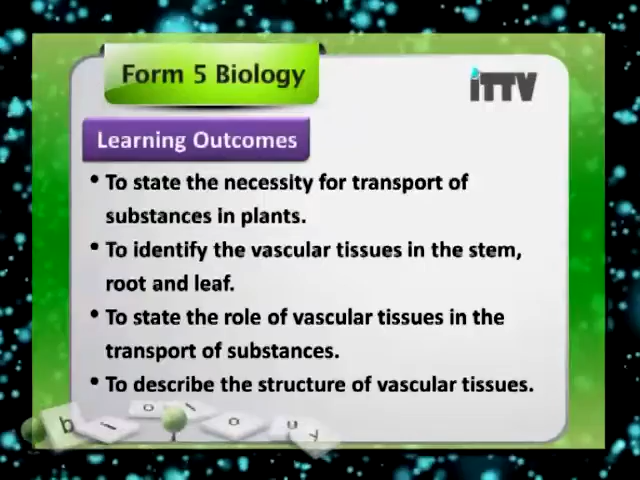 Form 5 Biology
iTTV
Learning Outcomes
• To state the necessity for transport of
substances in plants.
• To identify the vascular tissues in the stem,
root and leaf.
• To state the role of vascular tissues in the
transport of substances.
• To describe the structure of vascular tissues.
b i o l o g y